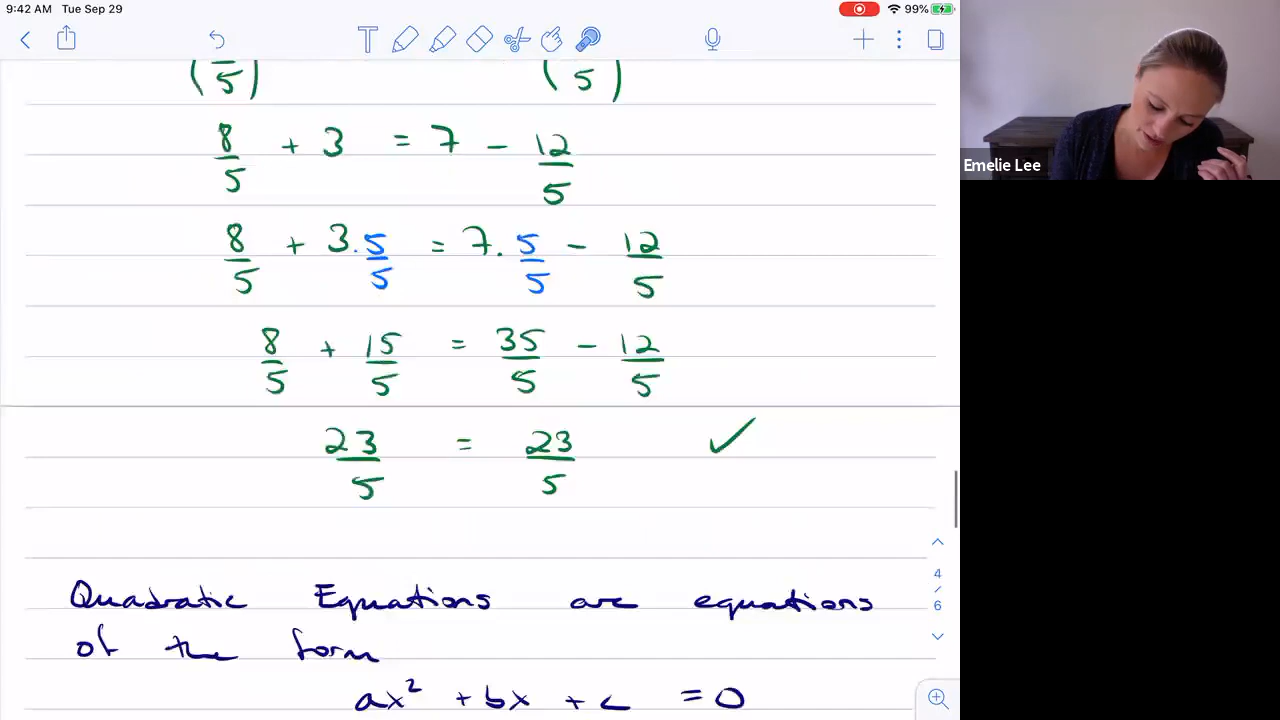 9:42 AM Tue Sep 29 99%
(‾/5) ( 5)
8/5 + 3 = 7 - 12/5
8/5 + 3 . 5/5 = 7 . 5/5 - 12/5
8/5 + 15/5 = 35/5 - 12/5
23/5 = 23/5 ✓
Quadratic Equations are equations
of the form
ax² + bx + c = 0
4/6
Emelie Lee